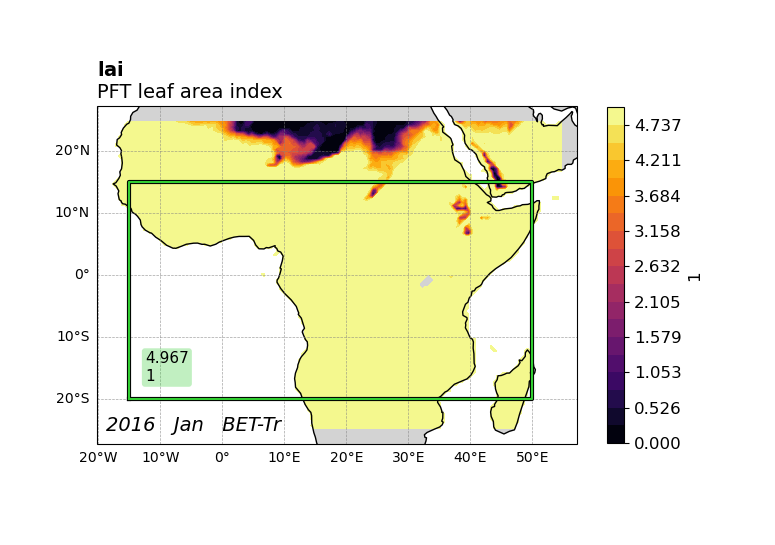 lai
PFT leaf area index
20°N
10°N
0°
10°S
20°S
20°W
10°W
0°
10°E
20°E
30°E
40°E
50°E
4.967
1
2016   Jan   BET-Tr
4.737
4.211
3.684
3.158
2.632
2.105
1.579
1.053
0.526
0.000
1